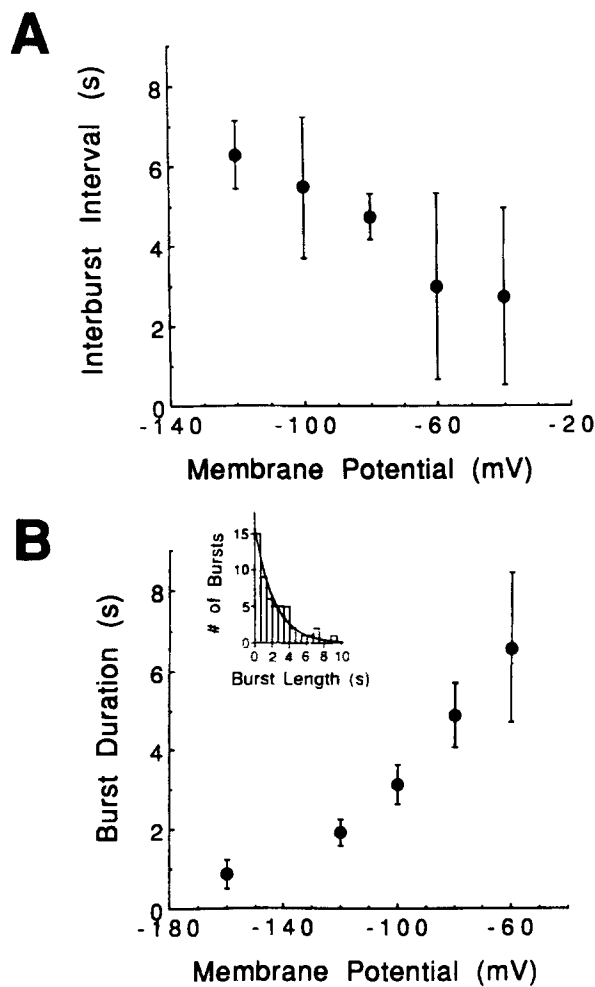 A
Interburst Interval (s)
8
6
4
2
0
-140 -100 -60 -20
Membrane Potential (mV)
B
Burst Duration (s)
8
6
4
2
0
# of Bursts
15
10
5
0
0 2 4 6 8 10
Burst Length (s)
-180 -140 -100 -60
Membrane Potential (mV)